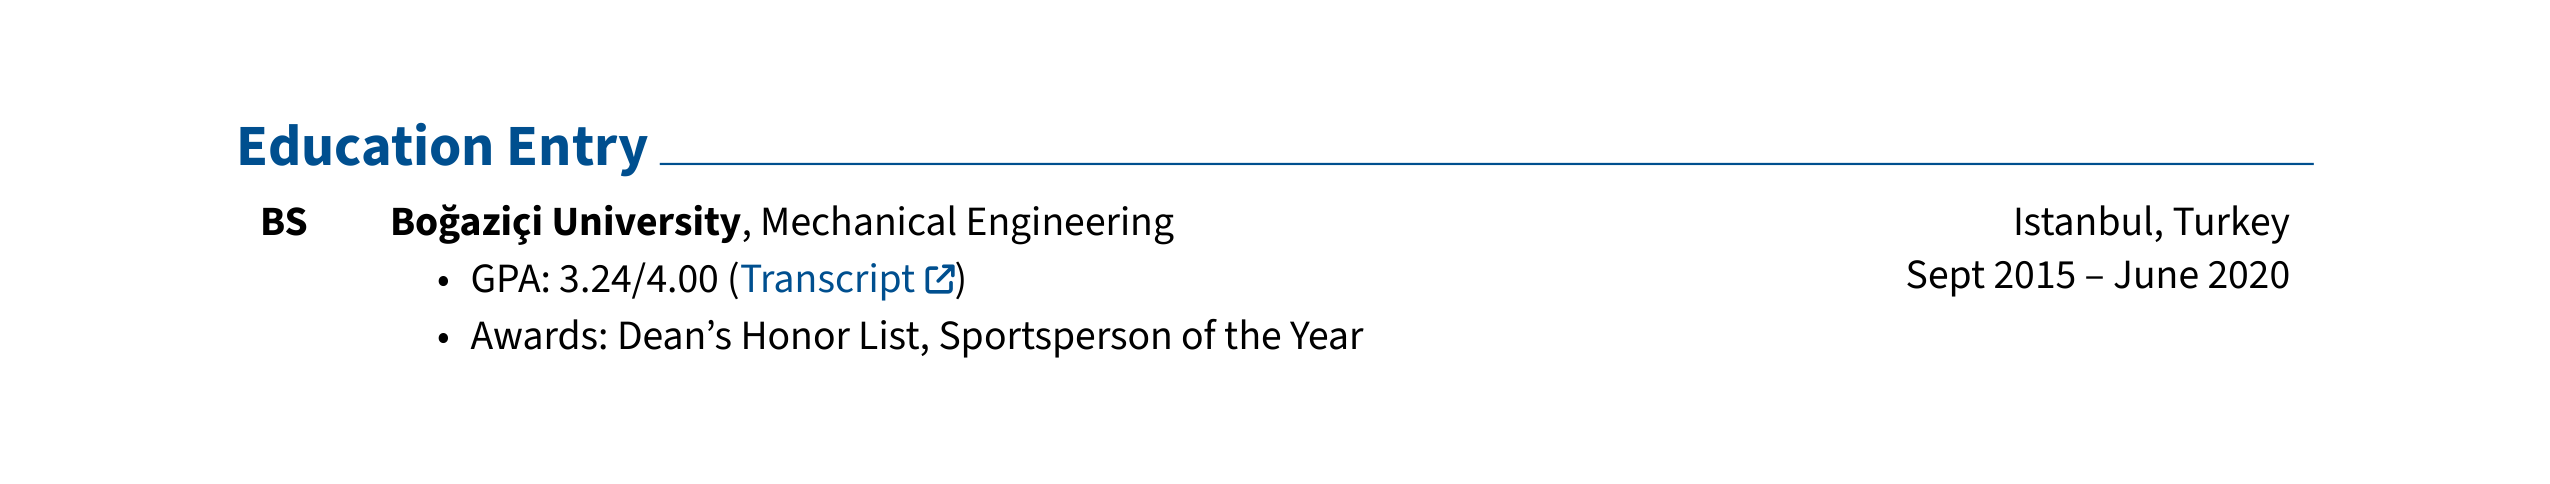 Education Entry
BS Boğaziçi University, Mechanical Engineering Istanbul, Turkey
• GPA: 3.24/4.00 (Transcript) Sept 2015 – June 2020
• Awards: Dean’s Honor List, Sportsperson of the Year